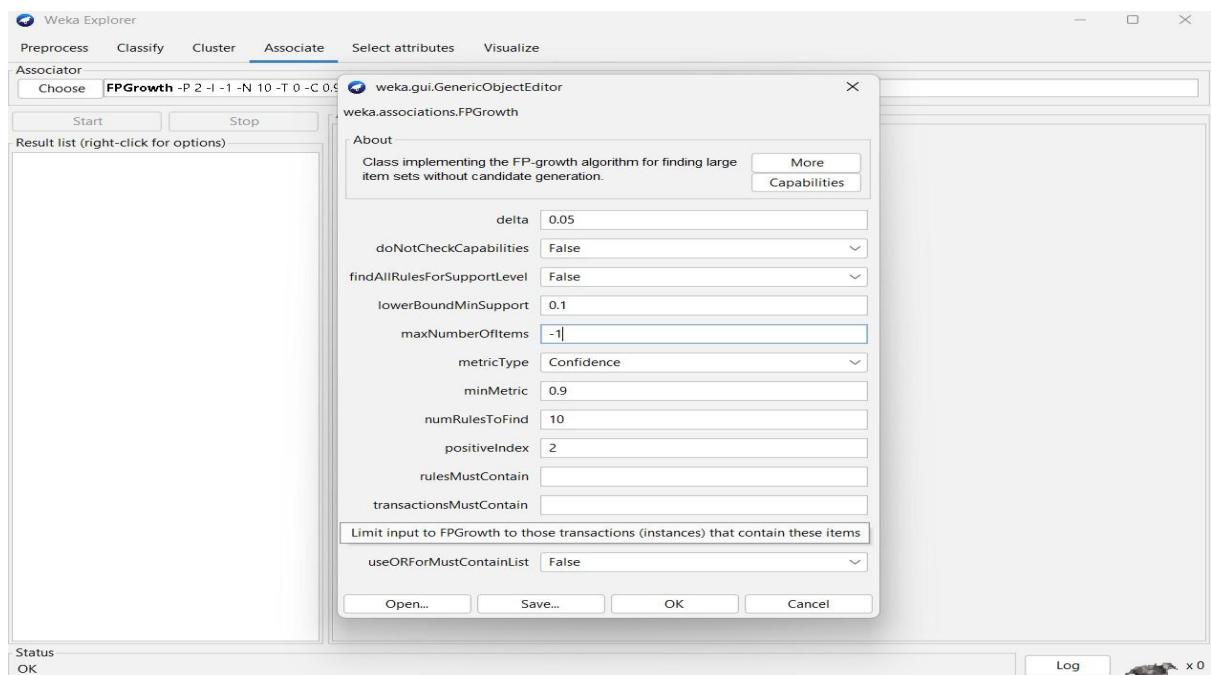 Weka Explorer
Preprocess Classify Cluster Associate Select attributes Visualize
Associator
Choose FPGrowth -P 2 -I -1 -N 10 -T 0 -C 0.9
Start Stop
Result list (right-click for options)
weka.gui.GenericObjectEditor
weka.associations.FPGrowth
About
Class implementing the FP-growth algorithm for finding large
item sets without candidate generation.
More
Capabilities
delta 0.05
doNotCheckCapabilities False
findAllRulesForSupportLevel False
lowerBoundMinSupport 0.1
maxNumberOfItems -1
metricType Confidence
minMetric 0.9
numRulesToFind 10
positiveIndex 2
rulesMustContain
transactionsMustContain
Limit input to FPGrowth to those transactions (instances) that contain these items
useORForMustContainList False
Open... Save... OK Cancel
Status
OK
Log x 0